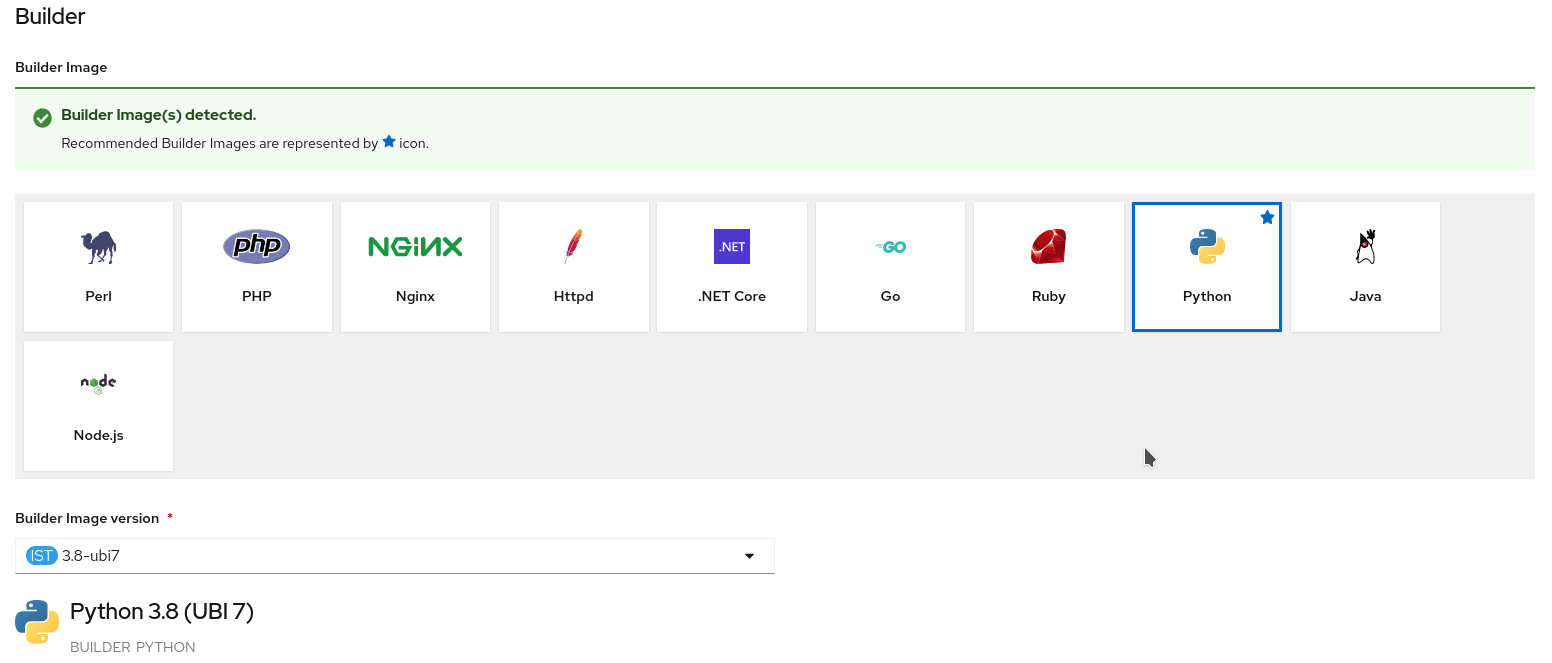 Builder
Builder Image
Builder Image(s) detected.
Recommended Builder Images are represented by icon.
php
NGiNX
.NET
GO
Perl
PHP
Nginx
Httpd
.NET Core
Go
Ruby
Python
Java
node
Node.js
Builder Image version *
IST 3.8-ubi7
Python 3.8 (UBI 7)
BUILDER PYTHON